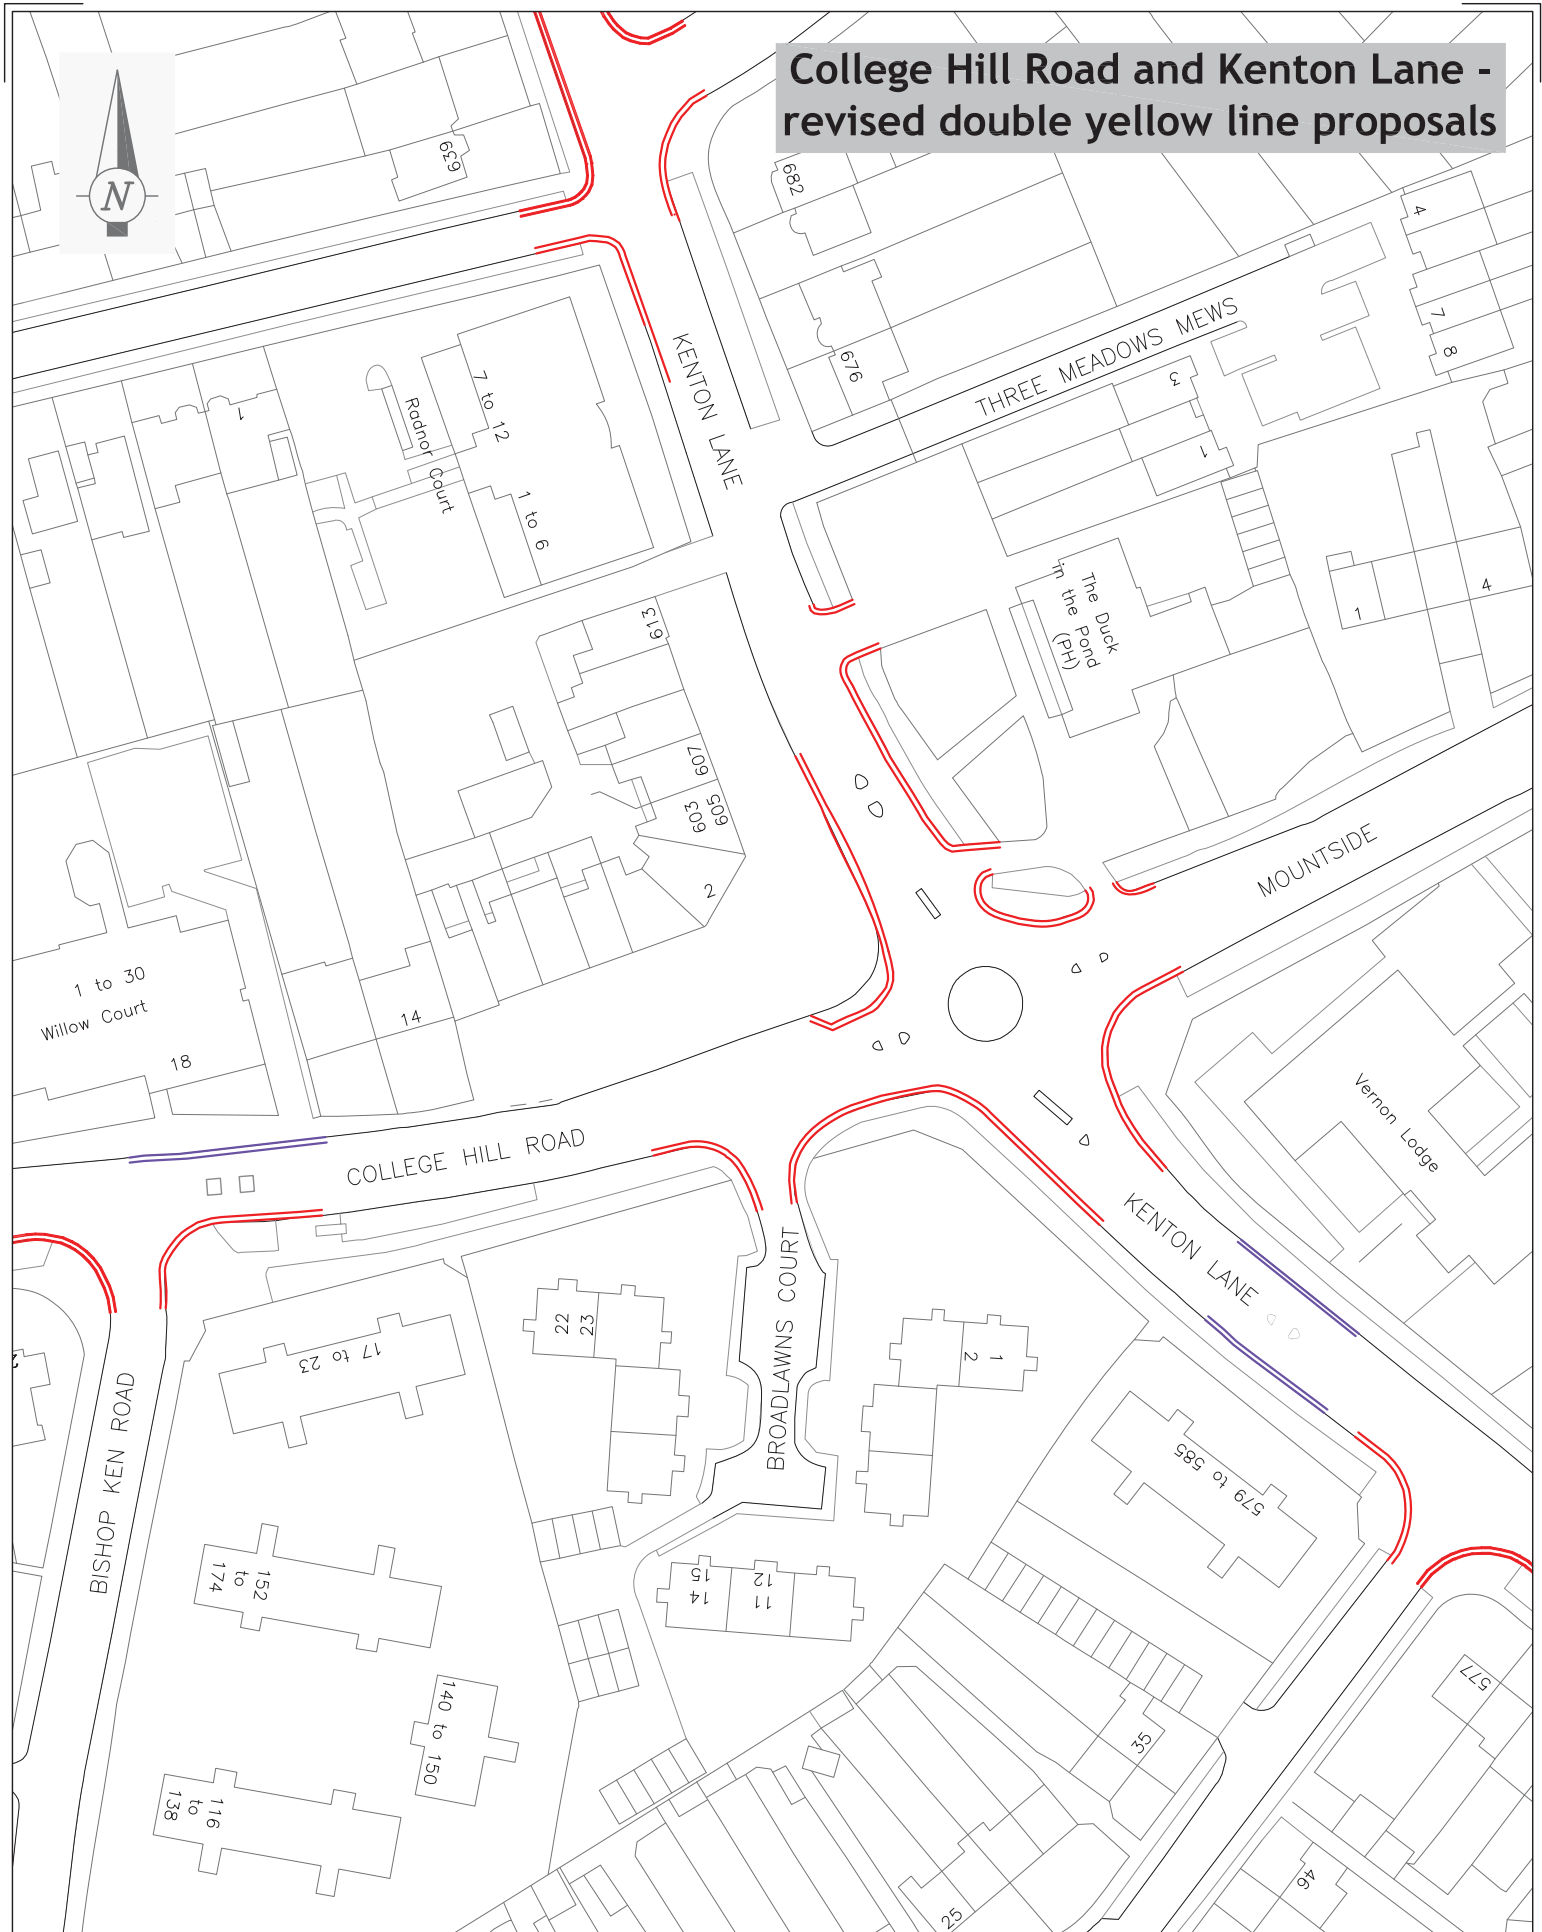 College Hill Road and Kenton Lane -
revised double yellow line proposals
N
639
682
676
4
7
8
KENTON LANE
THREE MEADOWS MEWS
3
1
1
Radnor Court
7 to 12
1 to 6
The Duck
in the Pond
(PH)
1
4
613
607
605
603
2
MOUNTSIDE
1 to 30
Willow Court
14
18
Vernon Lodge
COLLEGE HILL ROAD
KENTON LANE
BROADLAWNS COURT
BISHOP KEN ROAD
22
23
1
2
17 to 23
2
579 to 585
152
to
174
15
14
12
11
577
140 to 150
35
116
to
138
46
25